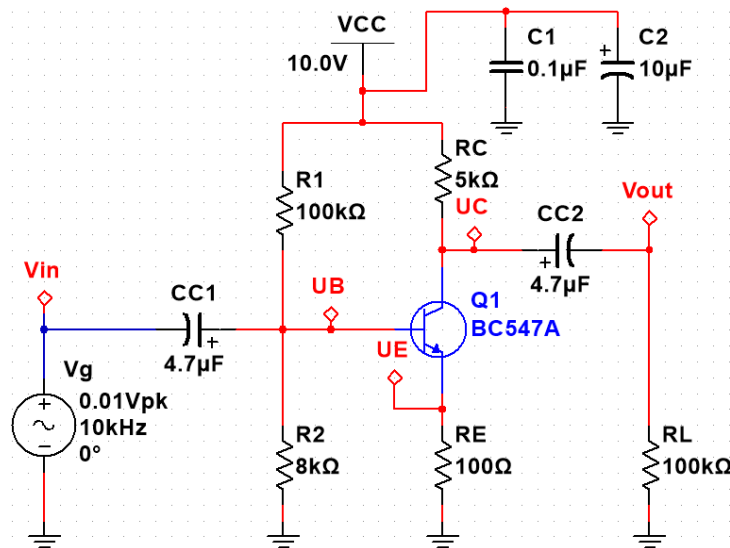 VCC
10.0V
C1
0.1µF
C2
10µF
R1
100kΩ
RC
5kΩ
UC
CC2
4.7µF
Vout
Vin
CC1
4.7µF
UB
Q1
BC547A
UE
Vg
0.01Vpk
10kHz
0°
R2
8kΩ
RE
100Ω
RL
100kΩ
+
+
+
+
−